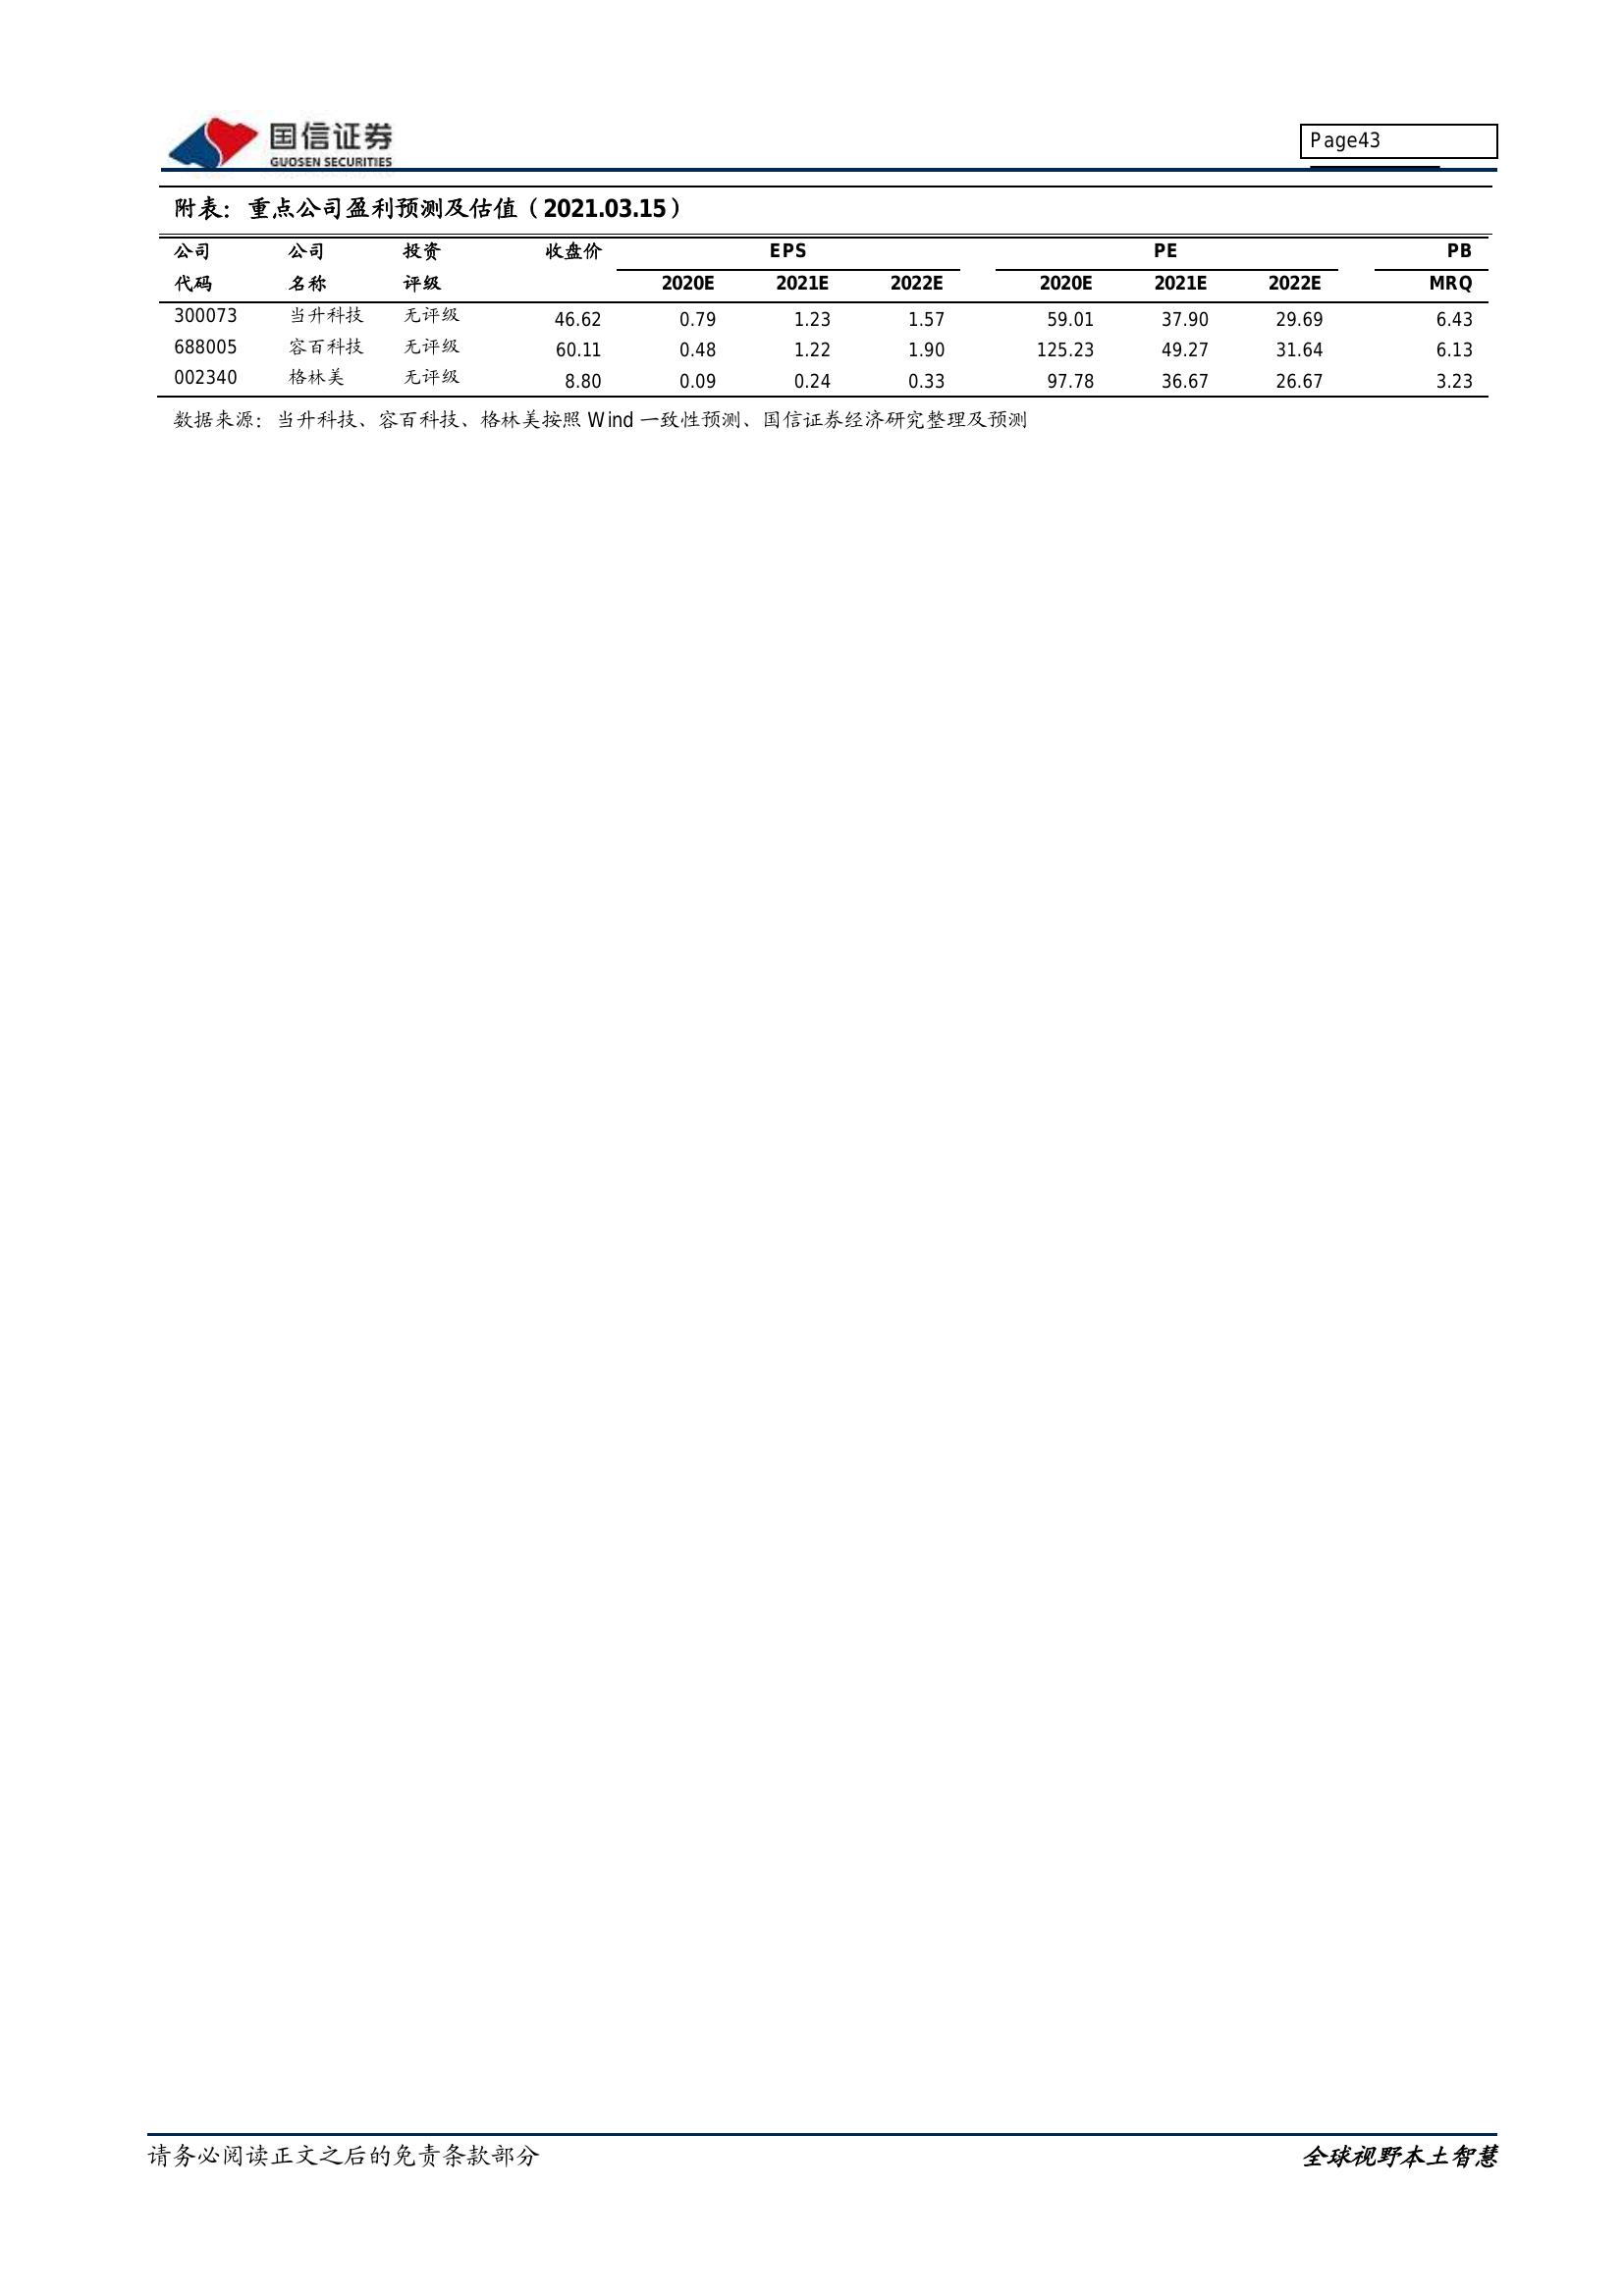 国信证券
GUOSEN SECURITIES
Page43
附表：重点公司盈利预测及估值（2021.03.15）
公司 公司 投资 收盘价 EPS PE PB
代码 名称 评级 2020E 2021E 2022E 2020E 2021E 2022E MRQ
300073 当升科技 无评级 46.62 0.79 1.23 1.57 59.01 37.90 29.69 6.43
688005 容百科技 无评级 60.11 0.48 1.22 1.90 125.23 49.27 31.64 6.13
002340 格林美 无评级 8.80 0.09 0.24 0.33 97.78 36.67 26.67 3.23
数据来源：当升科技、容百科技、格林美按照 Wind 一致性预测、国信证券经济研究整理及预测
请务必阅读正文之后的免责条款部分 全球视野本土智慧